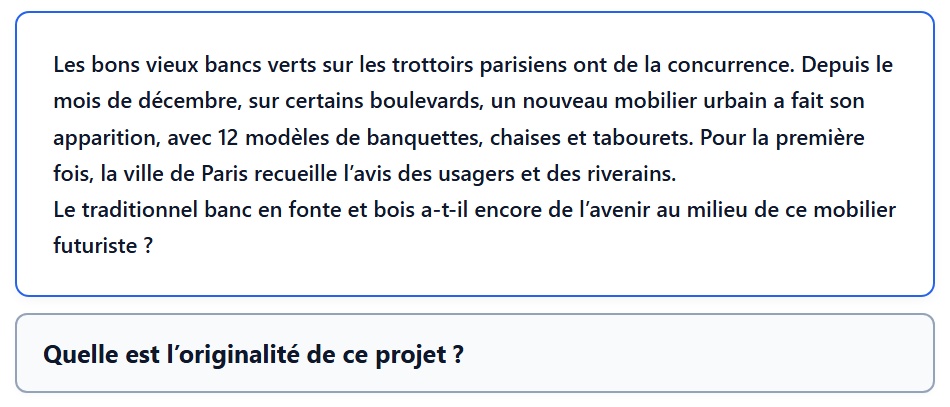 Les bons vieux bancs verts sur les trottoirs parisiens ont de la concurrence. Depuis le
mois de décembre, sur certains boulevards, un nouveau mobilier urbain a fait son
apparition, avec 12 modèles de banquettes, chaises et tabourets. Pour la première
fois, la ville de Paris recueille l’avis des usagers et des riverains.
Le traditionnel banc en fonte et bois a-t-il encore de l’avenir au milieu de ce mobilier
futuriste ?
Quelle est l’originalité de ce projet ?